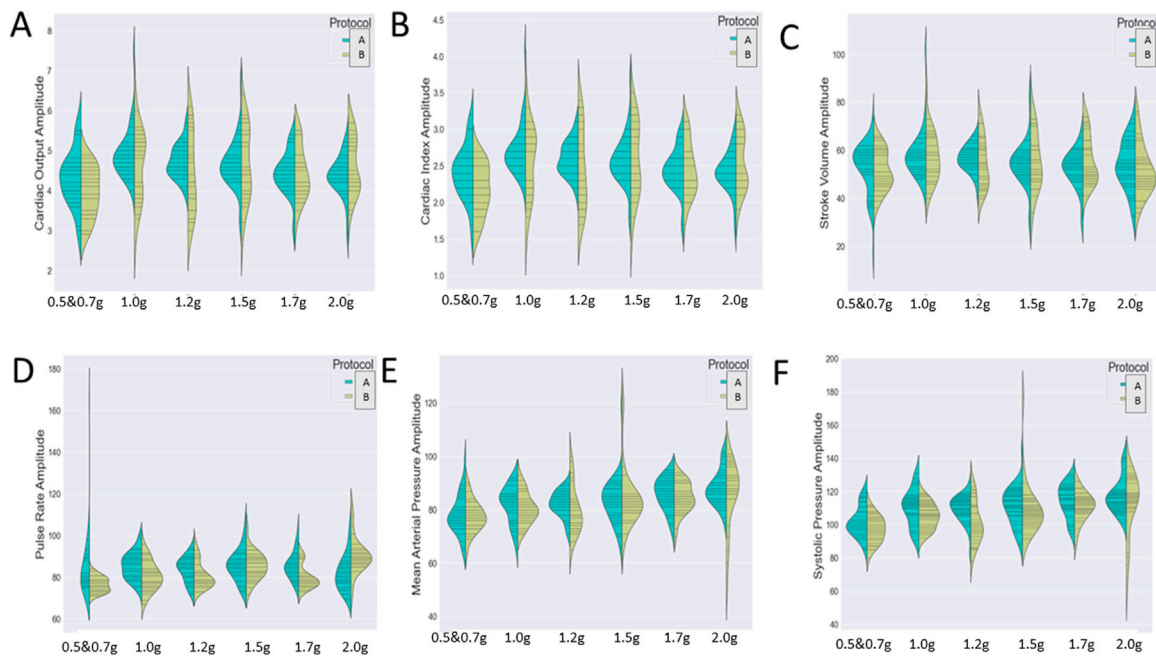 A
Cardiac Output Amplitude
8
7
6
5
4
3
2
Protocol
A
B
0.5&0.7g 1.0g 1.2g 1.5g 1.7g 2.0g
B
Cardiac Index Amplitude
4.5
4.0
3.5
3.0
2.5
2.0
1.5
1.0
Protocol
A
B
0.5&0.7g 1.0g 1.2g 1.5g 1.7g 2.0g
C
Stroke Volume Amplitude
100
80
60
40
20
Protocol
A
B
0.5&0.7g 1.0g 1.2g 1.5g 1.7g 2.0g
D
Pulse Rate Amplitude
180
160
140
120
100
80
60
Protocol
A
B
0.5&0.7g 1.0g 1.2g 1.5g 1.7g 2.0g
E
Mean Arterial Pressure Amplitude
120
100
80
60
40
Protocol
A
B
0.5&0.7g 1.0g 1.2g 1.5g 1.7g 2.0g
F
Systolic Pressure Amplitude
200
180
160
140
120
100
80
60
40
Protocol
A
B
0.5&0.7g 1.0g 1.2g 1.5g 1.7g 2.0g